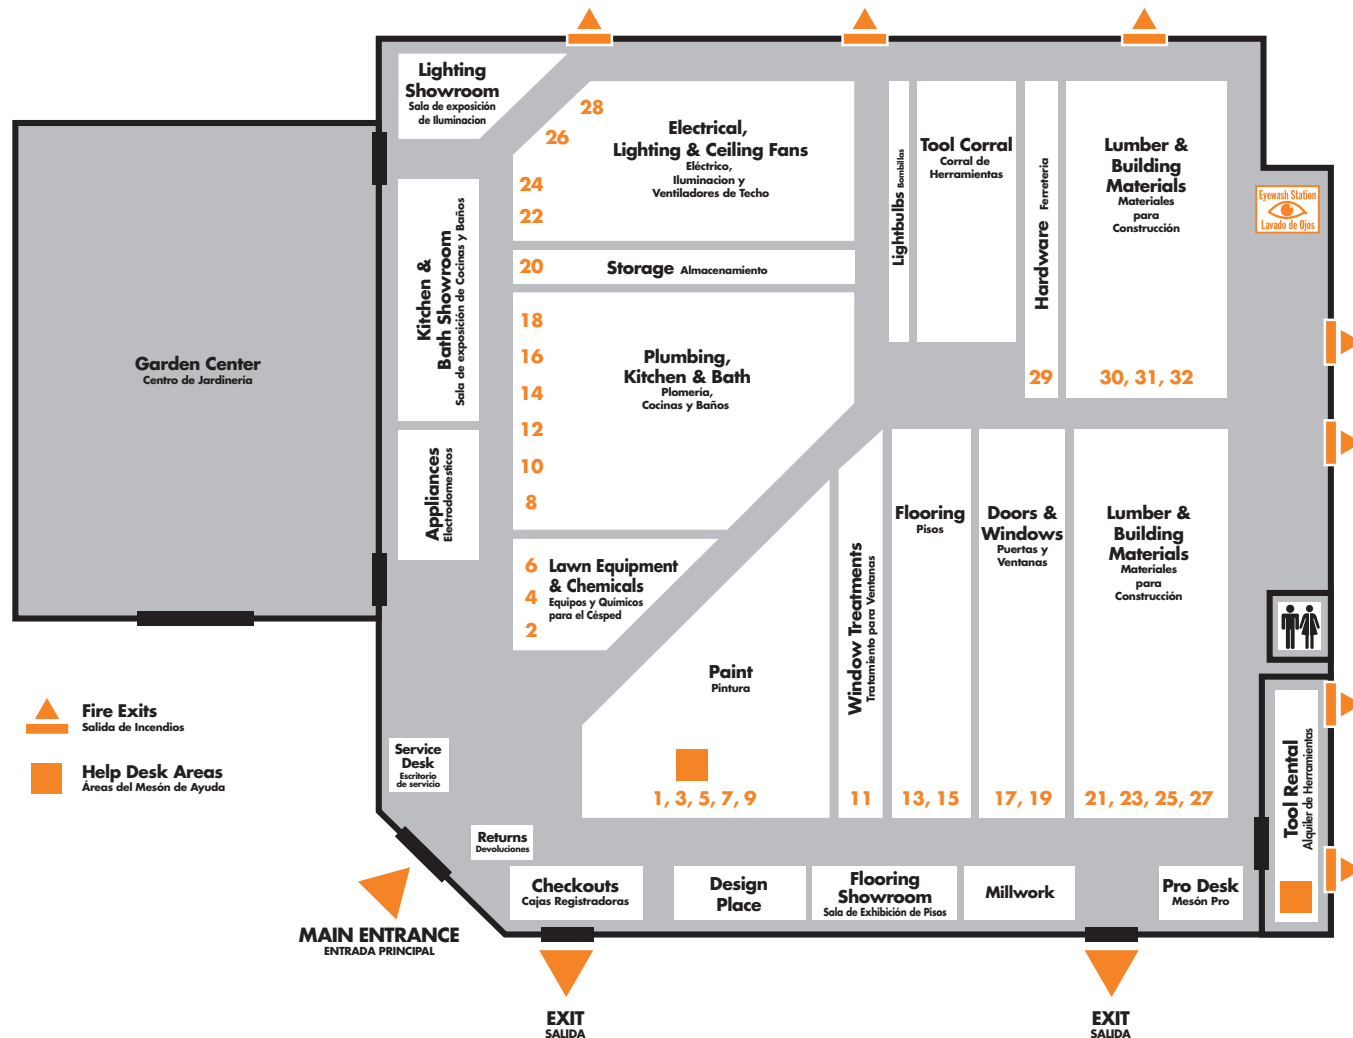 Lighting
Showroom
Sala de exposición
de Iluminacion
28
26
24
22
Electrical,
Lighting & Ceiling Fans
Eléctrico,
Iluminacion y
Ventiladores de Techo
20
Storage Almacenamiento
18
16
14
12
10
8
Plumbing,
Kitchen & Bath
Plomería,
Cocinas y Baños
6
4
2
Lawn Equipment
& Chemicals
Equipos y Químicos
para el Césped
Kitchen &
Bath Showroom
Sala de exposición de Cocinas y Baños
Appliances
Electrodomesticos
Garden Center
Centro de Jardinería
Lightbulbs Bombillas
Tool Corral
Corral de
Herramientas
Hardware Ferretería
29
Lumber &
Building
Materials
Materiales
para
Construcción
30, 31, 32
Eyewash Station
Lavado de Ojos
Paint
Pintura
1, 3, 5, 7, 9
Window Treatments
Tratamiento para Ventanas
11
Flooring
Pisos
13, 15
Doors &
Windows
Puertas y
Ventanas
17, 19
Lumber &
Building
Materials
Materiales
para
Construcción
21, 23, 25, 27
Tool Rental
Alquiler de Herramientas
Fire Exits
Salida de Incendios
Help Desk Areas
Áreas del Mesón de Ayuda
Service
Desk
Escritorio
de servicio
Returns
Devoluciones
Checkouts
Cajas Registradoras
Design
Place
Flooring
Showroom
Sala de Exhibición de Pisos
Millwork
Pro Desk
Mesón Pro
MAIN ENTRANCE
ENTRADA PRINCIPAL
EXIT
SALIDA
EXIT
SALIDA